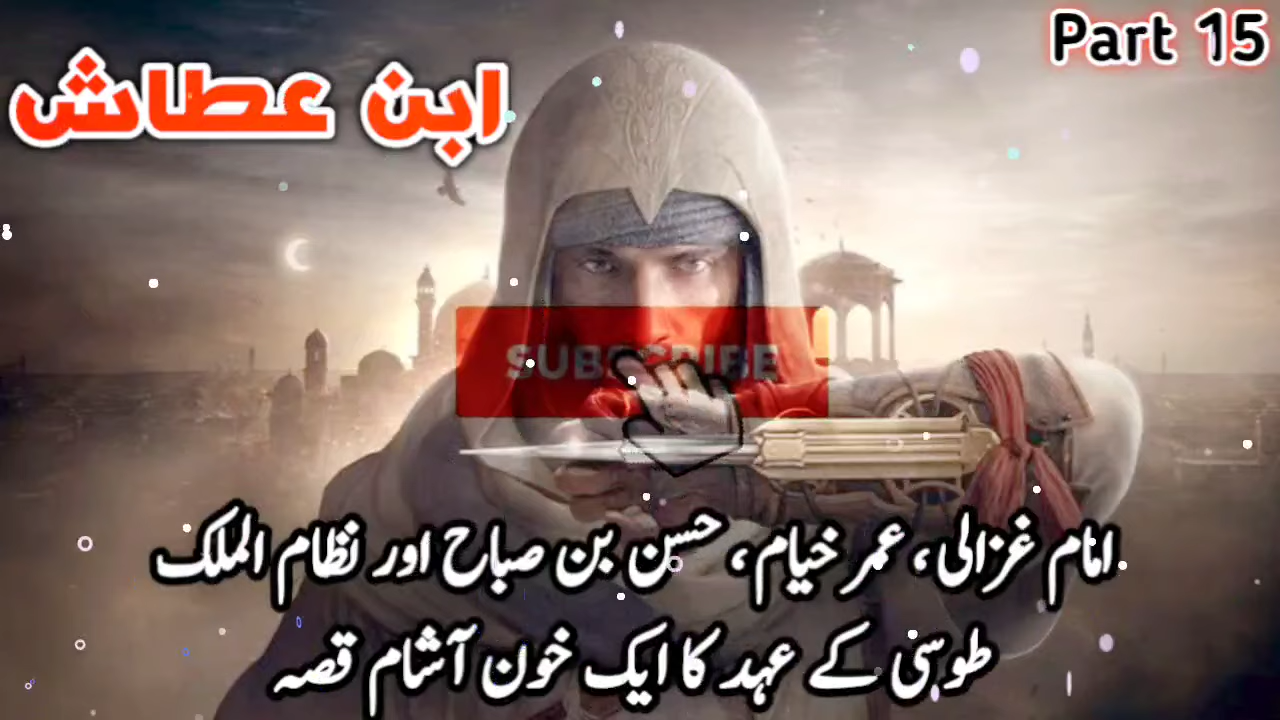 Part 15
ابن عطاش
SUBSCRIBE
امام غزالی، عمر خیام، حسن بن صباح اور نظام الملک
طوسی کے عہد کا ایک خون آشام قصہ